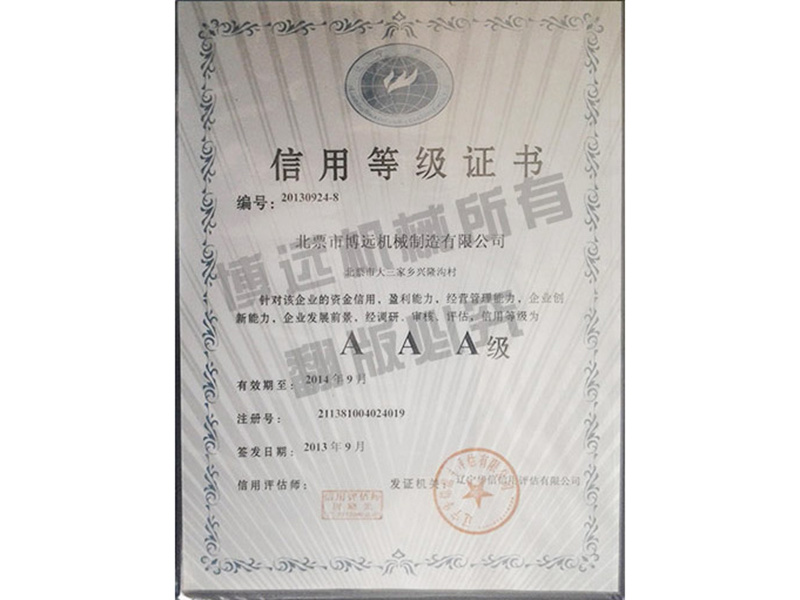 信用等级证书
编号：20130924-8
北票市博远机械制造有限公司
北票市大三家乡兴隆沟村
针对该企业的资金信用、盈利能力、经营管理能力、企业创
新能力、企业发展前景、经调研、审核、评估、信用等级为
A A A级
有效期至：2014年9月
注册号：211381004024019
签发日期：2013年9月
信用评估师：
发证机关：辽宁华信信用评估有限公司
信用评估师
博远机械所有
翻版必究